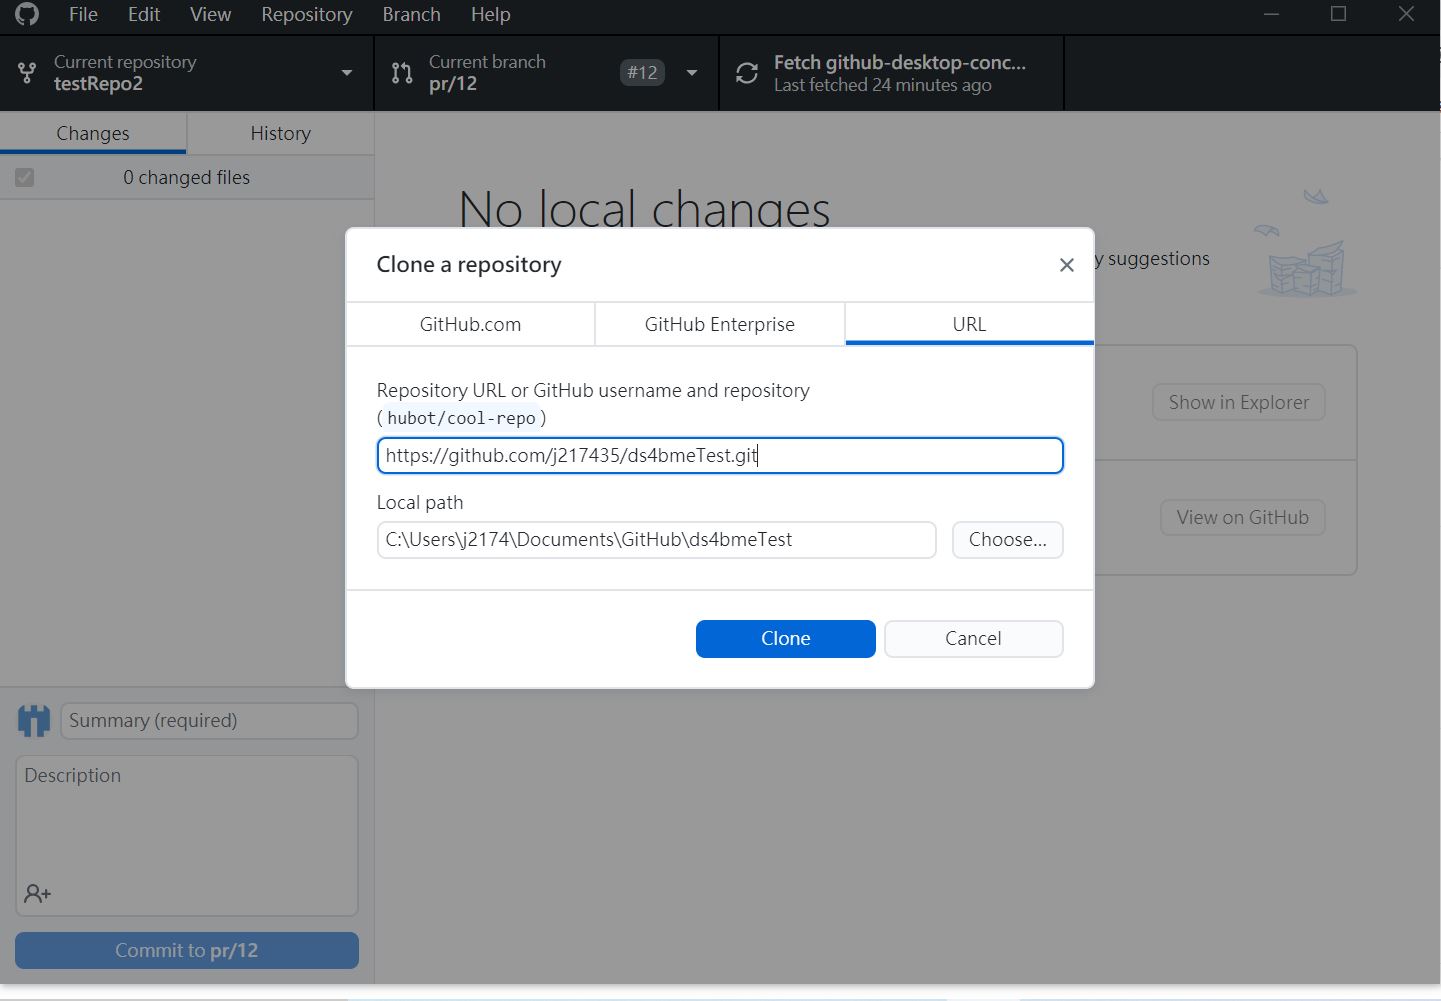 File Edit View Repository Branch Help
Current repository
testRepo2
Current branch
pr/12
#12
Fetch github-desktop-conc...
Last fetched 24 minutes ago
Changes History
0 changed files
No local changes
y suggestions
Show in Explorer
View on GitHub
Clone a repository
GitHub.com GitHub Enterprise URL
Repository URL or GitHub username and repository
(hubot/cool-repo)
https://github.com/j217435/ds4bmeTest.git
Local path
C:\Users\j2174\Documents\GitHub\ds4bmeTest Choose...
Clone Cancel
Summary (required)
Description
Commit to pr/12